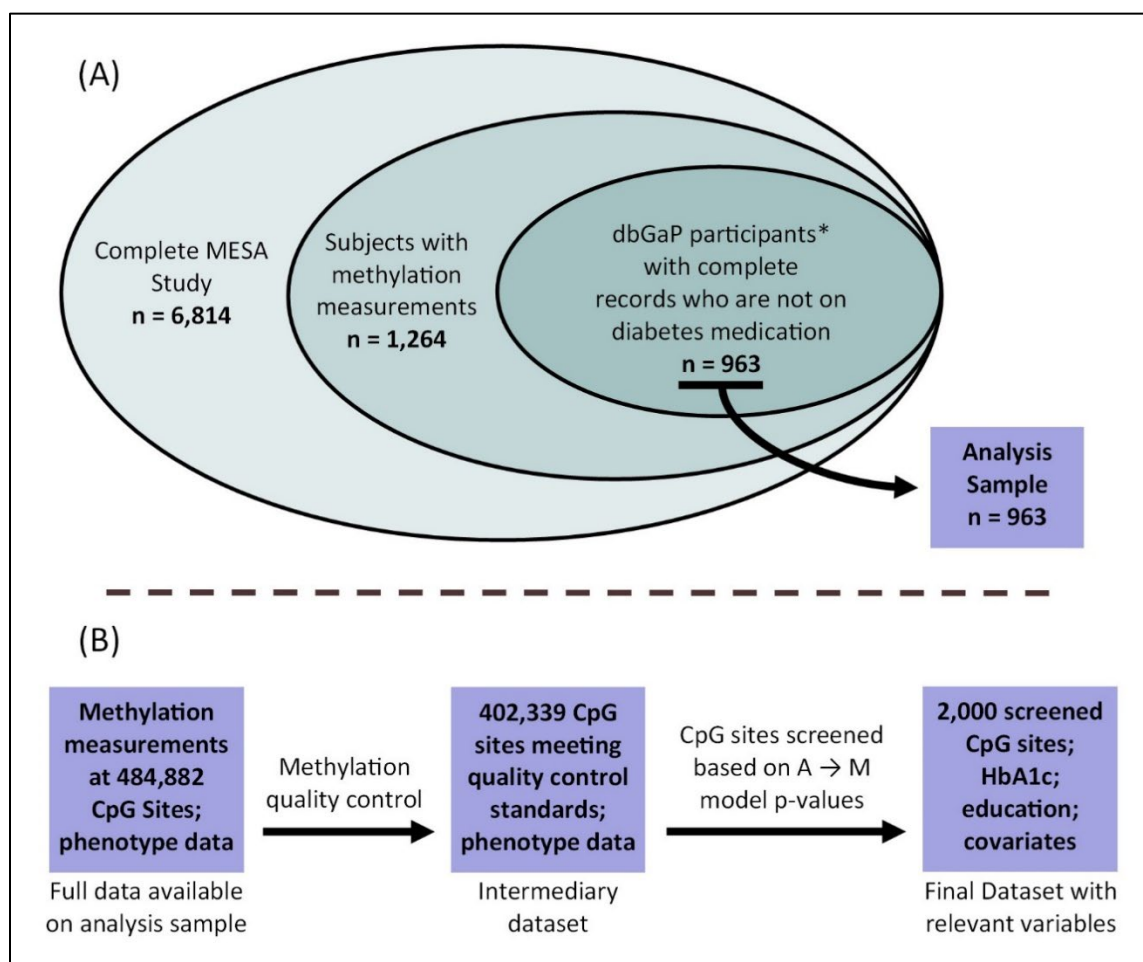 (A)
Complete MESA
Study
n = 6,814
Subjects with
methylation
measurements
n = 1,264
dbGaP participants*
with complete
records who are not on
diabetes medication
n = 963
Analysis
Sample
n = 963
(B)
Methylation
measurements
at 484,882
CpG Sites;
phenotype data
Full data available
on analysis sample
Methylation
quality control
402,339 CpG
sites meeting
quality control
standards;
phenotype data
Intermediary
dataset
CpG sites screened
based on A → M
model p-values
2,000 screened
CpG sites;
HbA1c;
education;
covariates
Final Dataset with
relevant variables